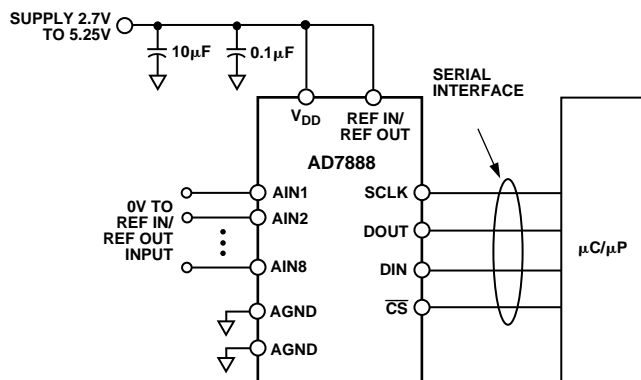 SUPPLY 2.7V
TO 5.25V
10μF
0.1μF
SERIAL
INTERFACE
VDD
REF IN/
REF OUT
AD7888
AIN1
SCLK
0V TO
REF IN/
REF OUT
INPUT
AIN2
DOUT
μC/μP
AIN8
DIN
AGND
CS
AGND